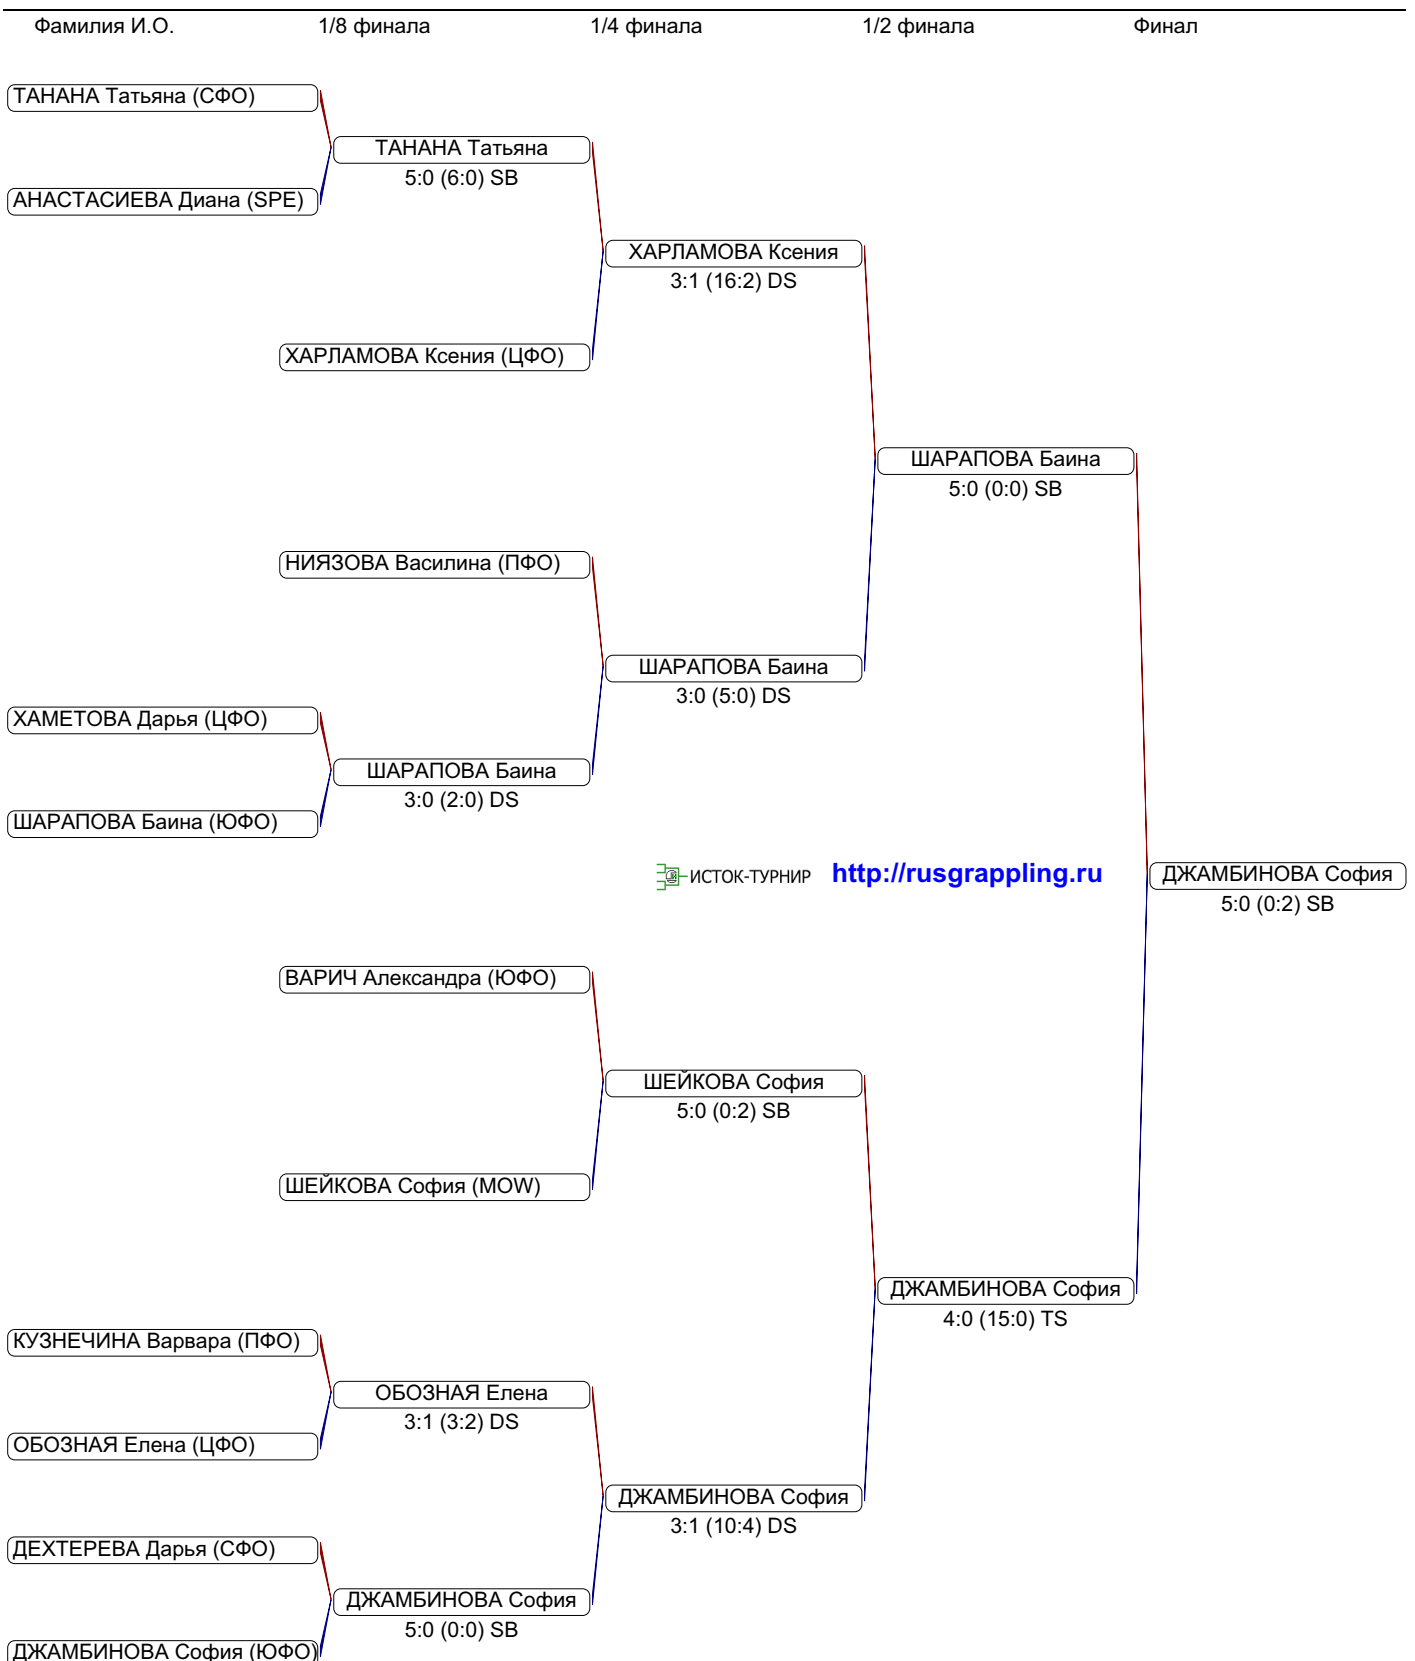 Фамилия И.О. 1/8 финала 1/4 финала 1/2 финала Финал
ТАНАНА Татьяна (СФО)
ТАНАНА Татьяна
5:0 (6:0) SB
АНАСТАСИЕВА Диана (SPE)
ХАРЛАМОВА Ксения
3:1 (16:2) DS
ХАРЛАМОВА Ксения (ЦФО)
ШАРАПОВА Баина
5:0 (0:0) SB
НИЯЗОВА Василина (ПФО)
ШАРАПОВА Баина
3:0 (5:0) DS
ХАМЕТОВА Дарья (ЦФО)
ШАРАПОВА Баина
3:0 (2:0) DS
ШАРАПОВА Баина (ЮФО)
ИСТОК-ТУРНИР http://rusgrappling.ru
ДЖАМБИНОВА София
5:0 (0:2) SB
ВАРИЧ Александра (ЮФО)
ШЕЙКОВА София
5:0 (0:2) SB
ШЕЙКОВА София (MOW)
ДЖАМБИНОВА София
4:0 (15:0) TS
КУЗНЕЧИНА Варвара (ПФО)
ОБОЗНАЯ Елена
3:1 (3:2) DS
ОБОЗНАЯ Елена (ЦФО)
ДЖАМБИНОВА София
3:1 (10:4) DS
ДЕХТЕРЕВА Дарья (СФО)
ДЖАМБИНОВА София
5:0 (0:0) SB
ДЖАМБИНОВА София (ЮФО)